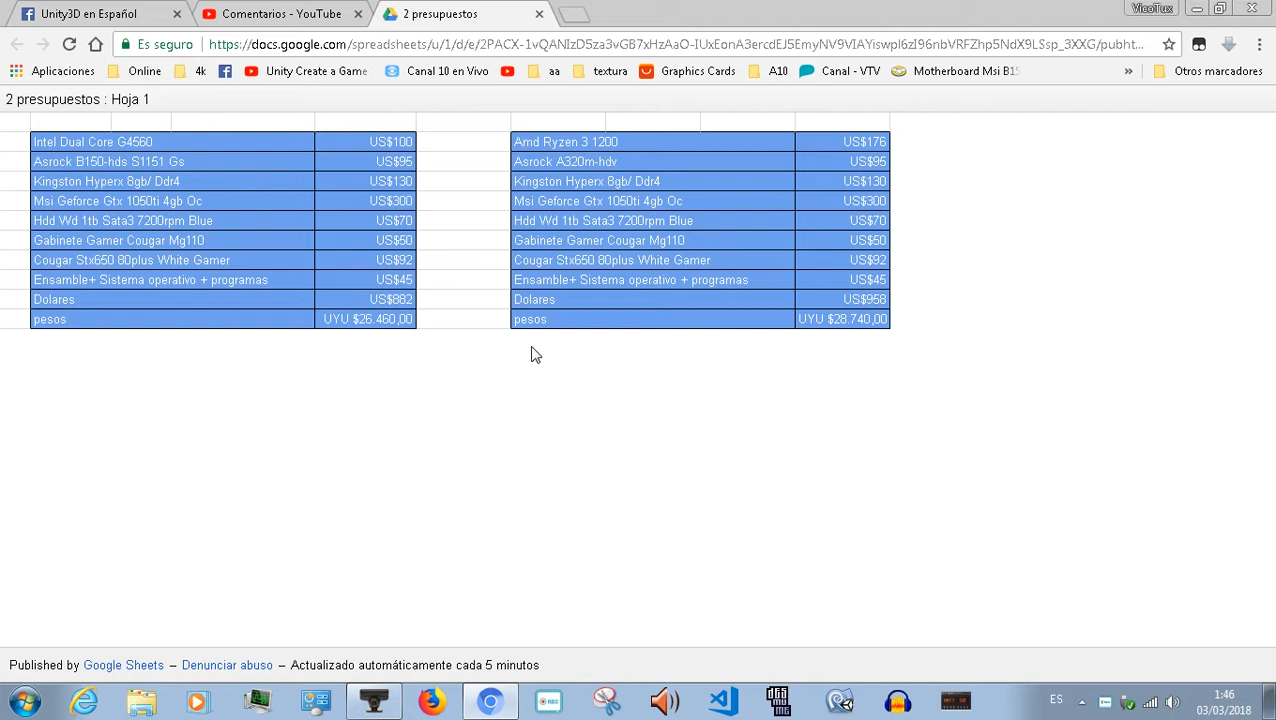 Unity3D en Español
Comentarios - YouTube
2 presupuestos
VicoTux
Es seguro
https://docs.google.com/spreadsheets/u/1/d/e/2PACX-1vQANIzD5za3vGB7xHzAaO-IUxEonA3ercdEJ5EmyNV9VIAYiswpI6zI96nbVRFZhp5NdX9LSsp_3XXG/pubht...
Aplicaciones
Online
4k
Unity Create a Game
Canal 10 en Vivo
aa
textura
Graphics Cards
A10
Canal - VTV
Motherboard Msi B15
»
Otros marcadores
2 presupuestos : Hoja 1
Intel Dual Core G4560 US$100
Asrock B150-hds S1151 Gs US$95
Kingston Hyperx 8gb/ Ddr4 US$130
Msi Geforce Gtx 1050ti 4gb Oc US$300
Hdd Wd 1tb Sata3 7200rpm Blue US$70
Gabinete Gamer Cougar Mg110 US$50
Cougar Stx650 80plus White Gamer US$92
Ensamble+ Sistema operativo + programas US$45
Dolares US$882
pesos UYU $26.460,00
Amd Ryzen 3 1200 US$176
Asrock A320m-hdv US$95
Kingston Hyperx 8gb/ Ddr4 US$130
Msi Geforce Gtx 1050ti 4gb Oc US$300
Hdd Wd 1tb Sata3 7200rpm Blue US$70
Gabinete Gamer Cougar Mg110 US$50
Cougar Stx650 80plus White Gamer US$92
Ensamble+ Sistema operativo + programas US$45
Dolares US$958
pesos UYU $28.740,00
Published by Google Sheets – Denunciar abuso – Actualizado automáticamente cada 5 minutos
REC
ES
1:46
03/03/2018